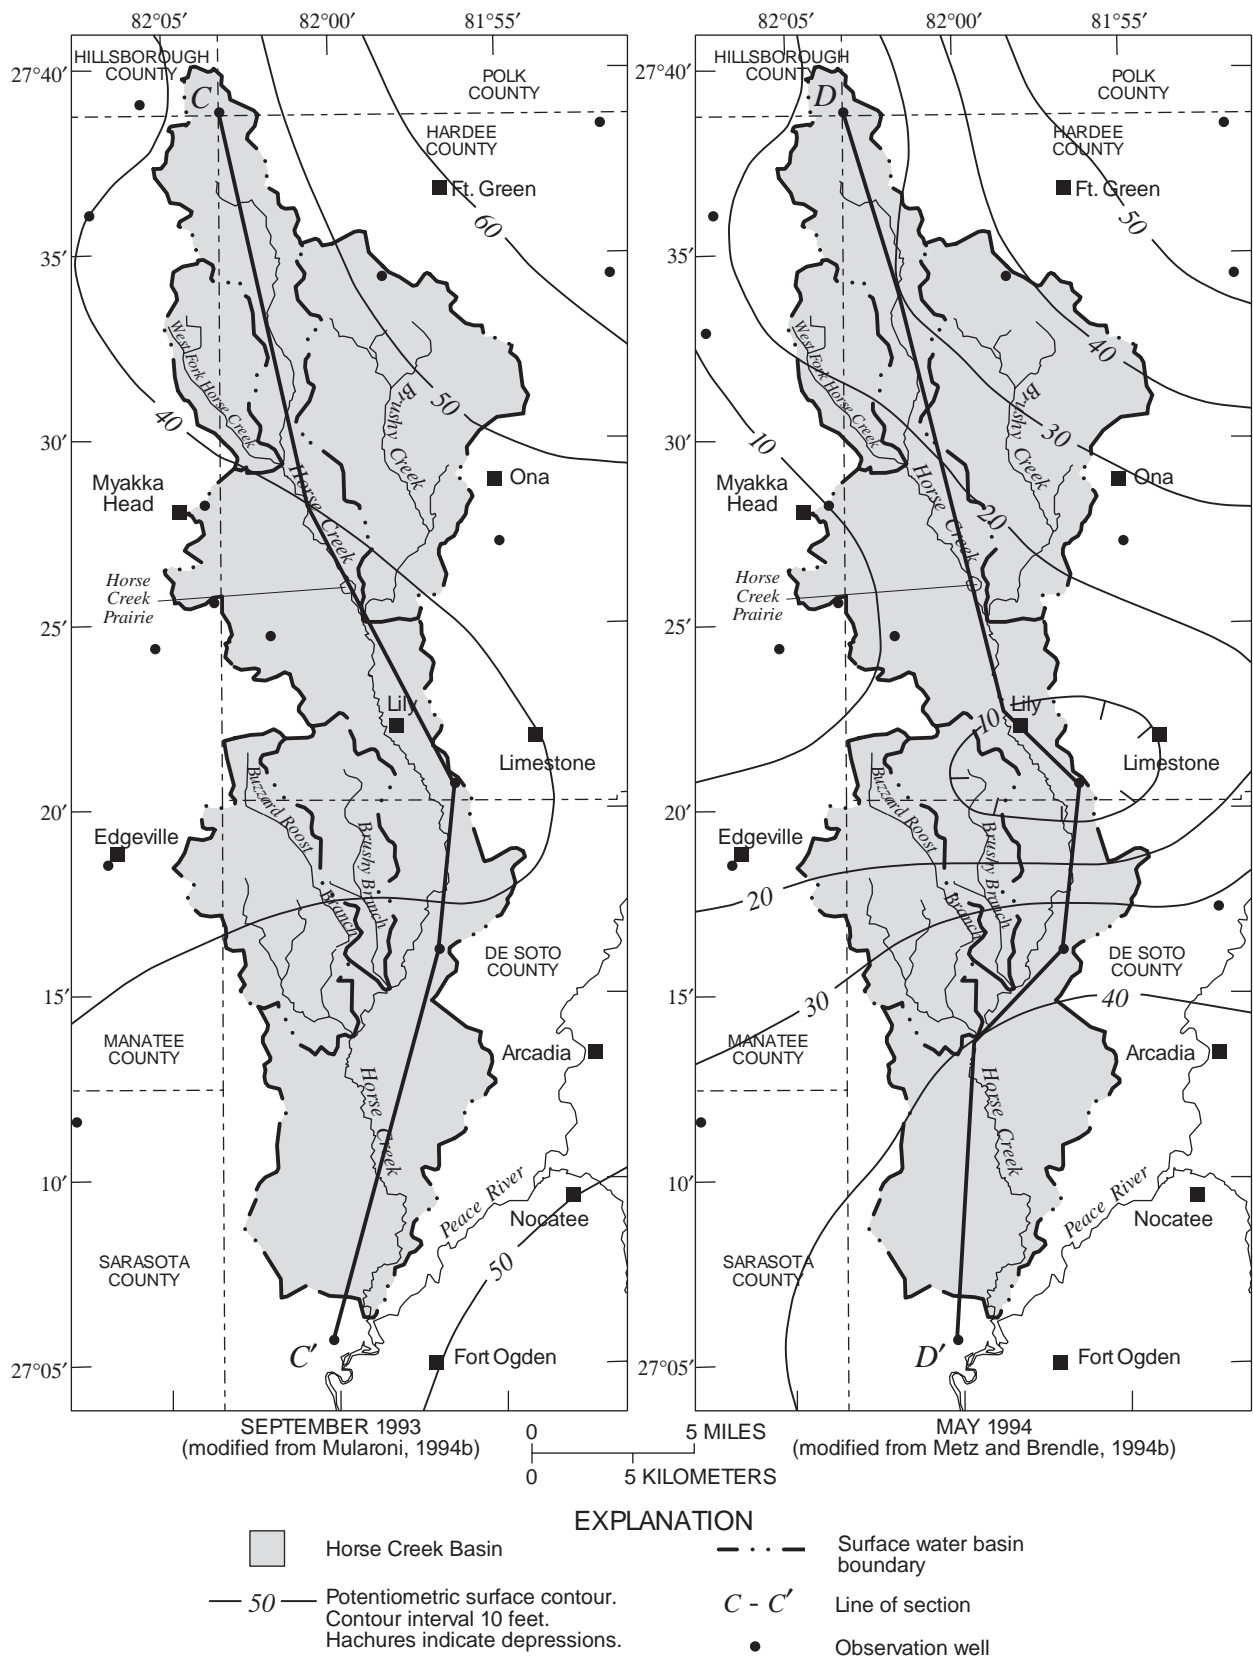 82°05′ 82°00′ 81°55′
27°40′
35′
30′
25′
20′
15′
10′
27°05′
HILLSBOROUGH
COUNTY
POLK
COUNTY
HARDEE
COUNTY
C
Ft. Green
60
50
40
West Fork Horse Creek
Brushy Creek
Horse Creek
Ona
Myakka
Head
Horse
Creek
Prairie
Lily
Limestone
Buzzard Roost
Branch
Brushy Branch
Edgeville
DE SOTO
COUNTY
MANATEE
COUNTY
Arcadia
Horse Creek
Peace River
Nocatee
SARASOTA
COUNTY
50
C′
Fort Ogden
SEPTEMBER 1993
(modified from Mularoni, 1994b)
82°05′ 82°00′ 81°55′
27°40′
35′
30′
25′
20′
15′
10′
27°05′
HILLSBOROUGH
COUNTY
POLK
COUNTY
HARDEE
COUNTY
D
Ft. Green
50
40
30
10
20
West Fork Horse Creek
Brushy Creek
Horse Creek
Ona
Myakka
Head
Horse
Creek
Prairie
Lily
10
Limestone
Buzzard Roost
Branch
Brushy Branch
Edgeville
20
DE SOTO
COUNTY
30
40
MANATEE
COUNTY
Arcadia
Horse Creek
Peace River
Nocatee
SARASOTA
COUNTY
D′
Fort Ogden
MAY 1994
(modified from Metz and Brendle, 1994b)
0 5 MILES
0 5 KILOMETERS
EXPLANATION
Horse Creek Basin
50 Potentiometric surface contour.
Contour interval 10 feet.
Hachures indicate depressions.
Surface water basin
boundary
C - C′ Line of section
Observation well